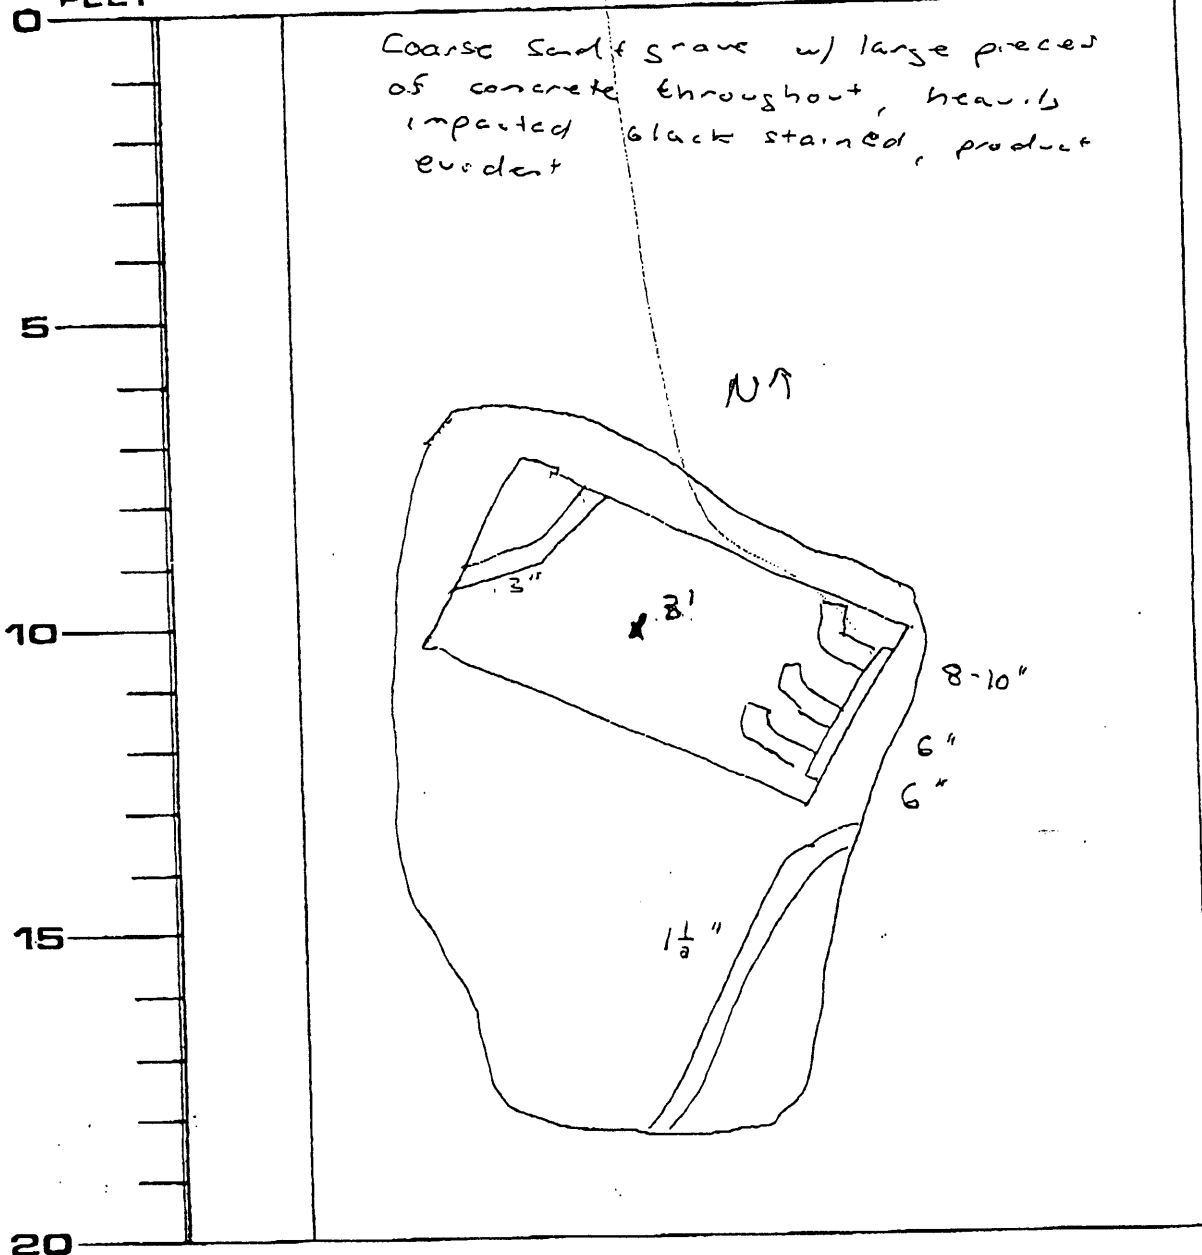 FEET
0
Coarse Sand & grave w/ large pieces
of concrete throughout, heavily
impacted black stained, product
evident
5
N↑
3"
3'
10
8-10"
6"
6"
15
1 1/2"
20